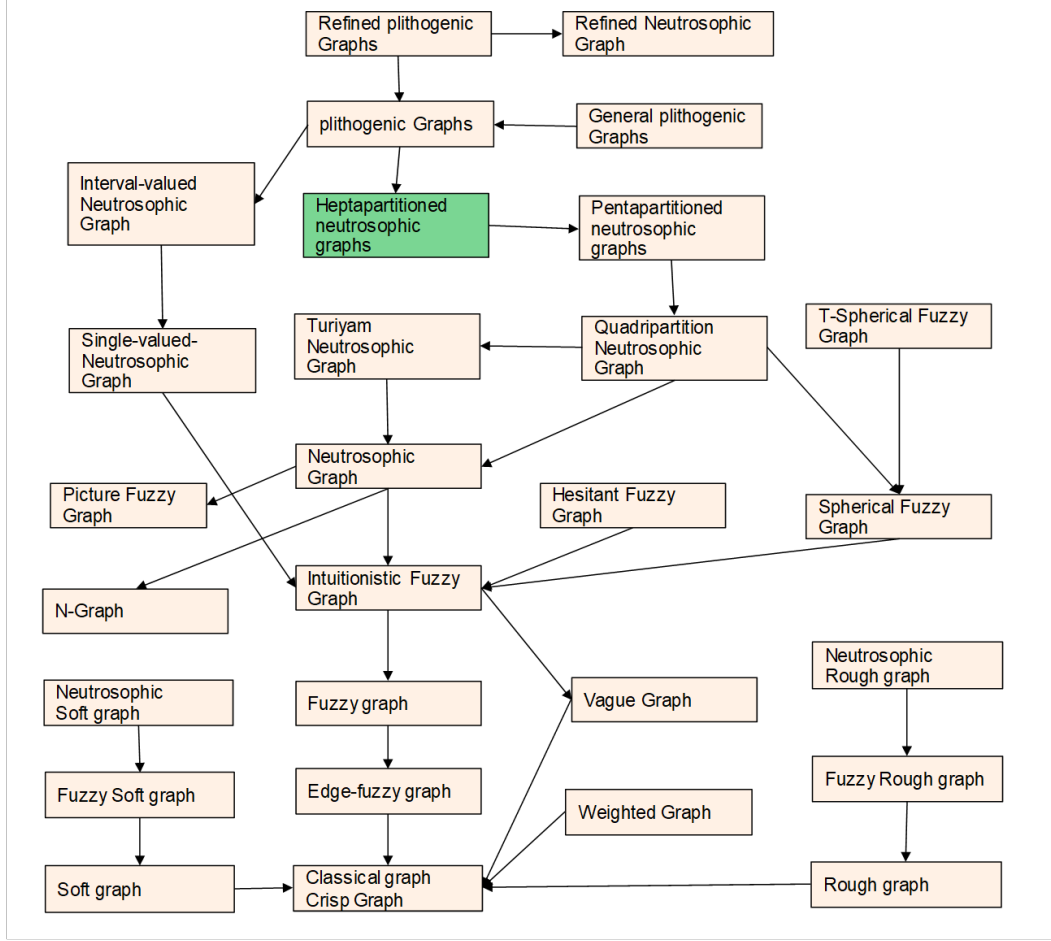 Refined plithogenic
Graphs
Refined Neutrosophic
Graph
plithogenic Graphs
General plithogenic
Graphs
Interval-valued
Neutrosophic
Graph
Heptapartitioned
neutrosophic
graphs
Pentapartitioned
neutrosophic
graphs
Single-valued-
Neutrosophic
Graph
Turiyam
Neutrosophic
Graph
Quadripartition
Neutrosophic
Graph
T-Spherical Fuzzy
Graph
Neutrosophic
Graph
Picture Fuzzy
Graph
Hesitant Fuzzy
Graph
Spherical Fuzzy
Graph
Intuitionistic Fuzzy
Graph
N-Graph
Neutrosophic
Rough graph
Neutrosophic
Soft graph
Fuzzy graph
Vague Graph
Fuzzy Soft graph
Edge-fuzzy graph
Weighted Graph
Fuzzy Rough graph
Soft graph
Classical graph
Crisp Graph
Rough graph